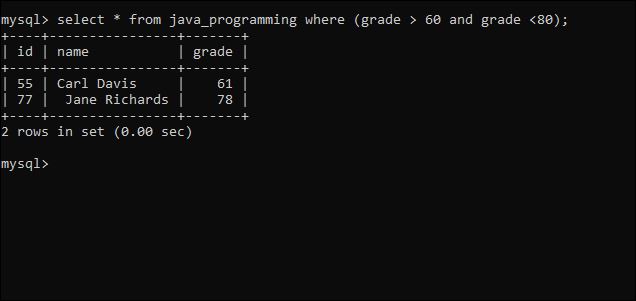 mysql> select * from java_programming where (grade > 60 and grade <80);
+----+----------------+-------+
| id | name           | grade |
+----+----------------+-------+
| 55 | Carl Davis     |    61 |
| 77 |  Jane Richards |    78 |
+----+----------------+-------+
2 rows in set (0.00 sec)
mysql>